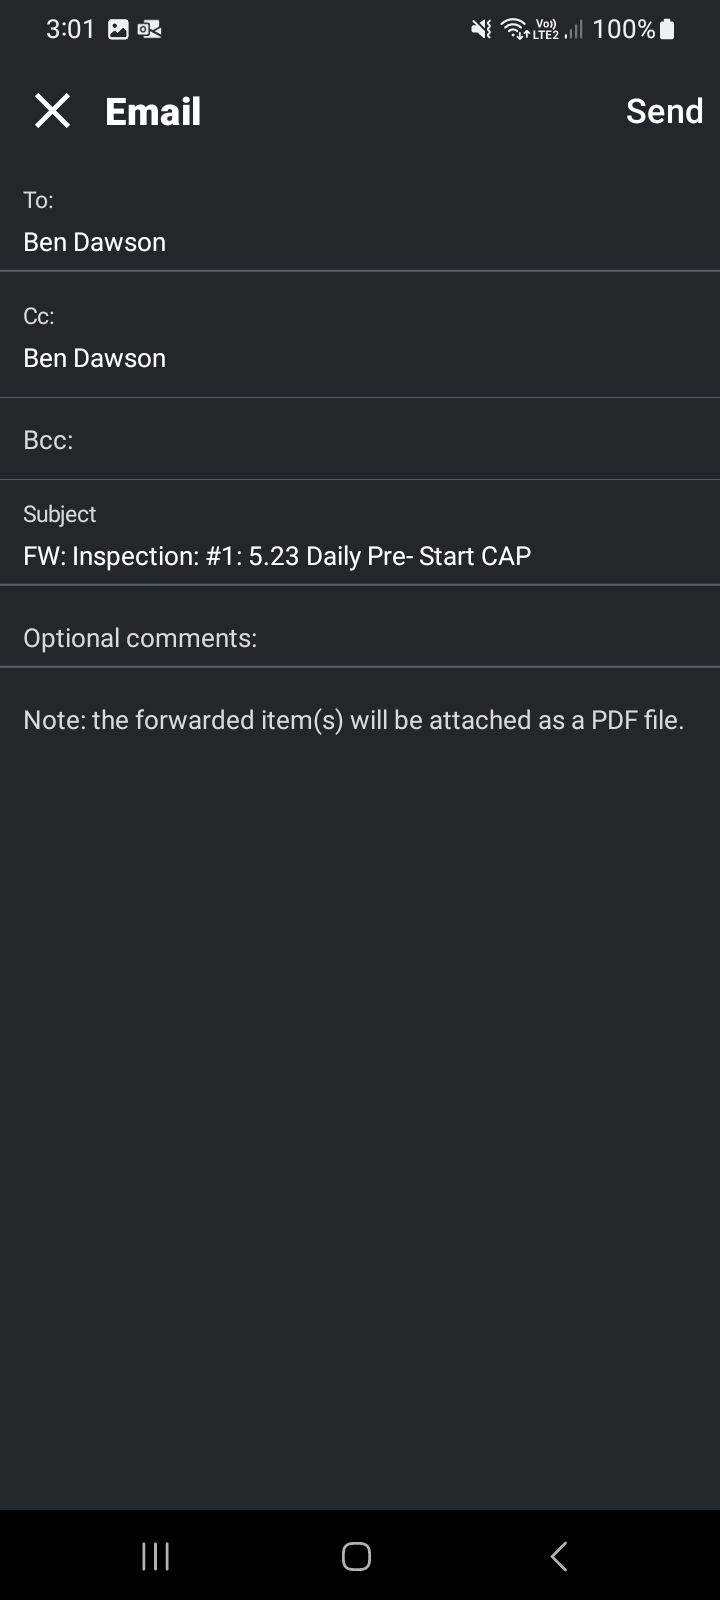 3:01
Vo)) LTE2 100%
Email
Send
To:
Ben Dawson
Cc:
Ben Dawson
Bcc:
Subject
FW: Inspection: #1: 5.23 Daily Pre- Start CAP
Optional comments:
Note: the forwarded item(s) will be attached as a PDF file.